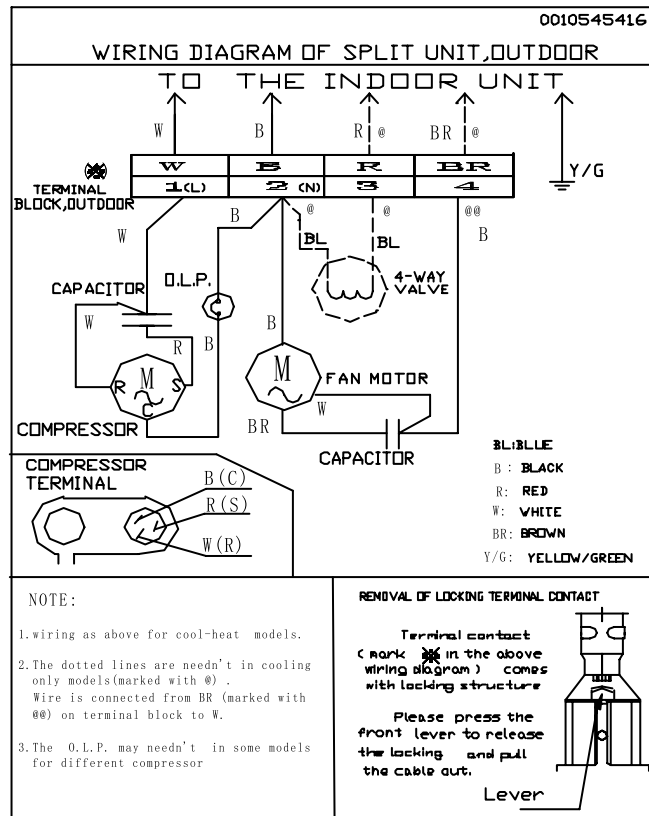 0010545416
WIRING DIAGRAM OF SPLIT UNIT,OUTDOOR
TO THE INDOOR UNIT
W B R @ BR @
Y/G
W B R BR
1(L) 2 (N) 3 4
TERMINAL
BLOCK,OUTDOOR
@ @ @@
W B BL BL B
4-WAY
VALVE
CAPACITOR
O.L.P.
W R B B
R M S
C
COMPRESSOR
M
FAN MOTOR
W
BR
CAPACITOR
BL:BLUE
B : BLACK
R: RED
W: WHITE
BR: BROWN
Y/G: YELLOW/GREEN
COMPRESSOR
TERMINAL
B(C)
R(S)
W(R)
NOTE:
1.wiring as above for cool-heat models.
2.The dotted lines are needn't in cooling
only models(marked with @) .
Wire is connected from BR (marked with
@@) on terminal block to W.
3.The O.L.P. may needn't in some models
for different compressor
REMOVAL OF LOCKING TERMINAL CONTACT
Terminal contact
( mark ※ in the above
wiring diagram ) comes
with locking structure
Please press the
front lever to release
the locking and pull
the cable out.
Lever